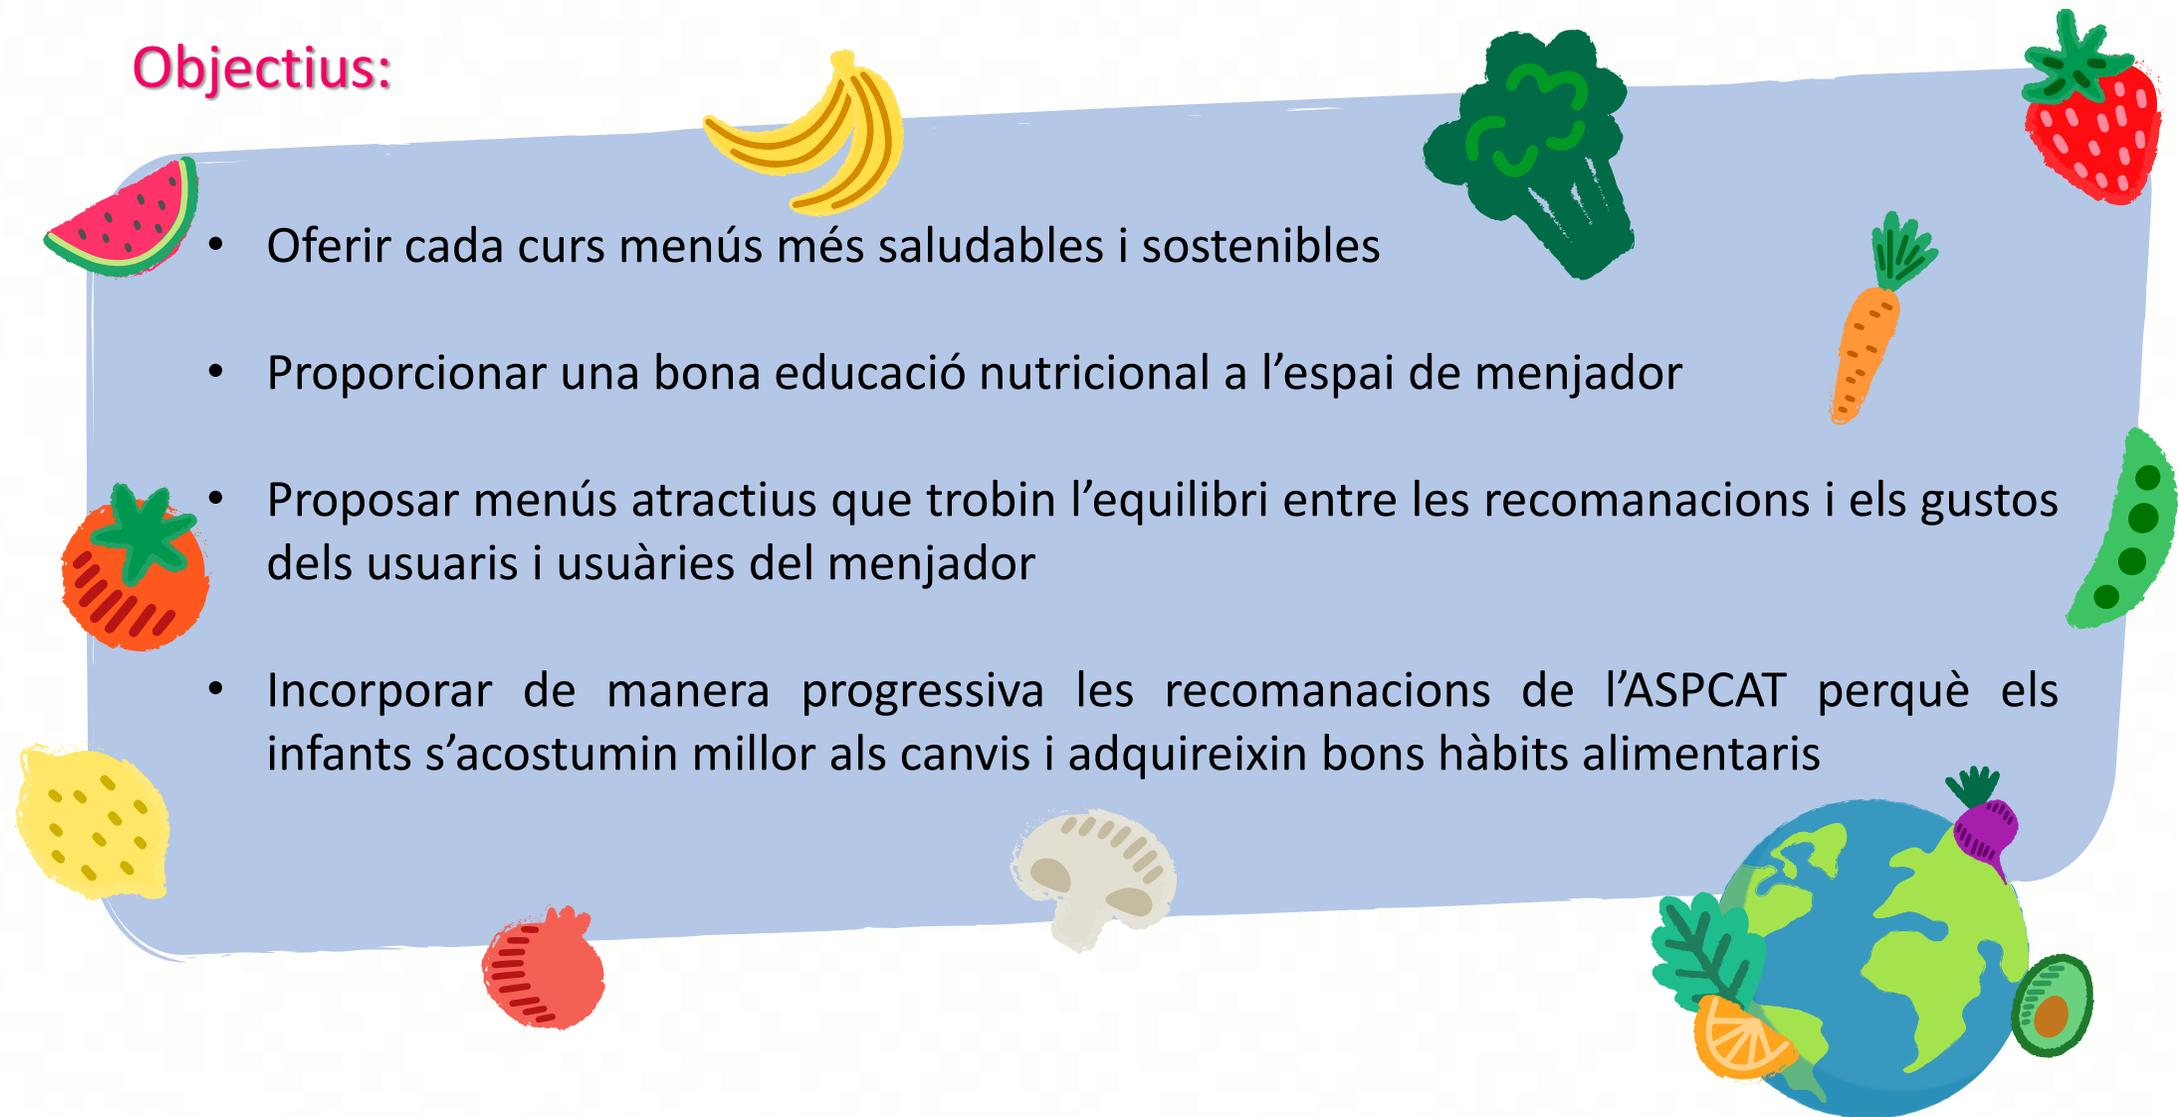 Objectius:
• Oferir cada curs menús més saludables i sostenibles
• Proporcionar una bona educació nutricional a l’espai de menjador
• Proposar menús atractius que trobin l’equilibri entre les recomanacions i els gustos
dels usuaris i usuàries del menjador
• Incorporar de manera progressiva les recomanacions de l’ASPCAT perquè els
infants s’acostumin millor als canvis i adquireixin bons hàbits alimentaris